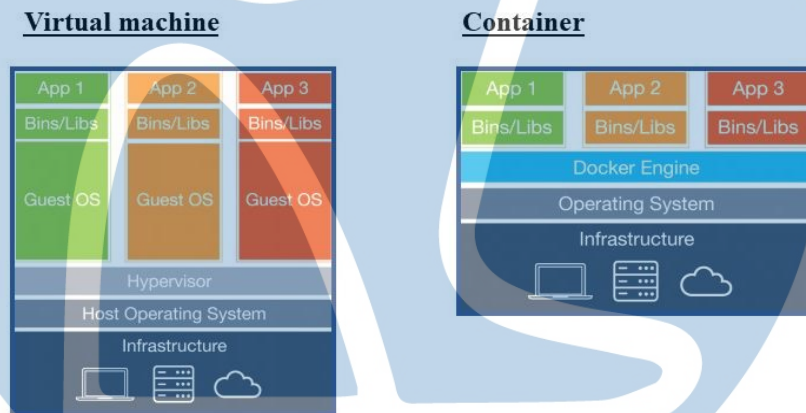 Virtual machine
App 1 App 2 App 3
Bins/Libs Bins/Libs Bins/Libs
Guest OS Guest OS Guest OS
Hypervisor
Host Operating System
Infrastructure
Container
App 1 App 2 App 3
Bins/Libs Bins/Libs Bins/Libs
Docker Engine
Operating System
Infrastructure